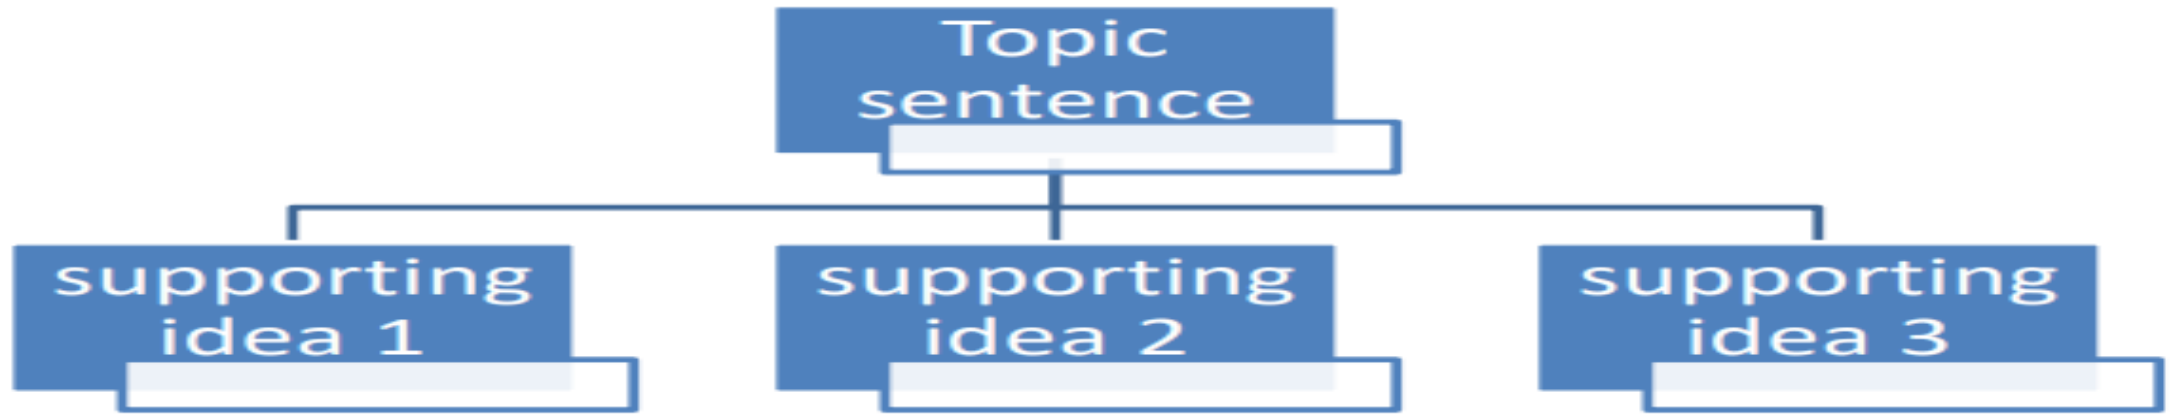 Topic
sentence
supporting
idea 1
supporting
idea 2
supporting
idea 3